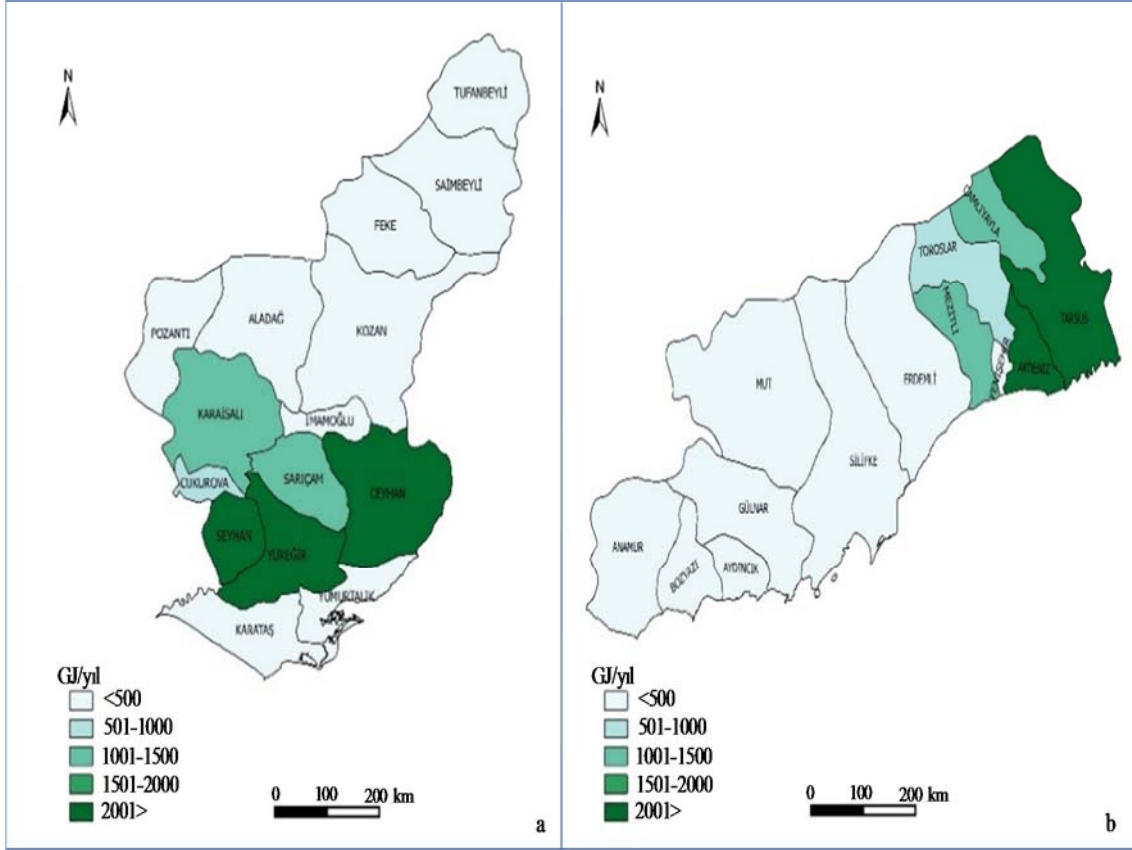 N
TUFANBEYLİ
SAİMBEYLİ
FEKE
ALADAĞ
KOZAN
POZANTI
KARAİSALI
İMAMOĞLU
SARIÇAM
CEYHAN
ÇUKUROVA
SEYHAN
YÜREĞİR
YUMURTALIK
KARATAŞ
GJ/yıl
<500
501-1000
1001-1500
1501-2000
2001>
0 100 200 km
a
N
ÇAMLIYAYLA
TOROSLAR
MEZİTLİ
TARSUS
YENİŞEHİR
AKDENİZ
ERDEMLİ
MUT
SİLİFKE
GÜLNAR
ANAMUR
BOZYAZI
AYDINCIK
GJ/yıl
<500
501-1000
1001-1500
1501-2000
2001>
0 100 200 km
b